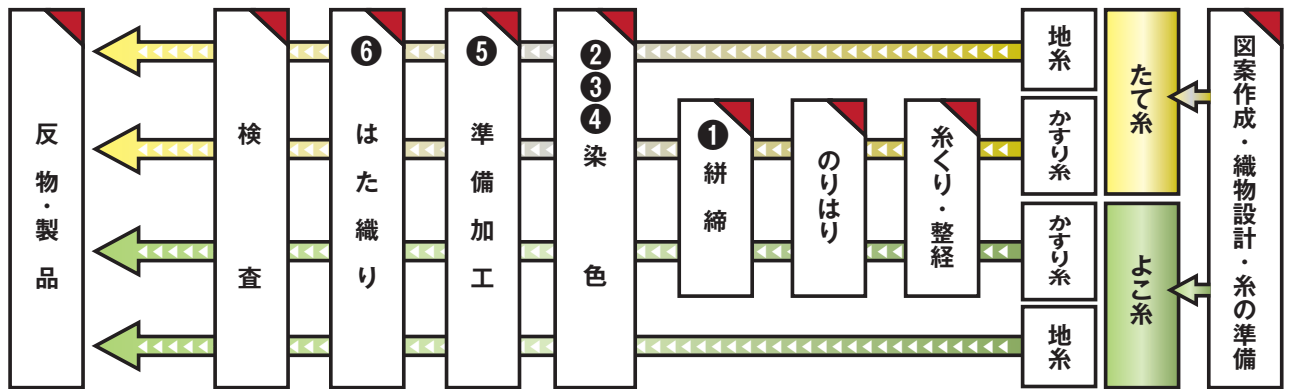 図案作成・織物設計・糸の準備
たて糸
よこ糸
地糸
かすり糸
かすり糸
地糸
糸くり・整経
のりはり
❶絣締
❷❸❹染色
❺準備加工
❻はた織り
検査
反物・製品